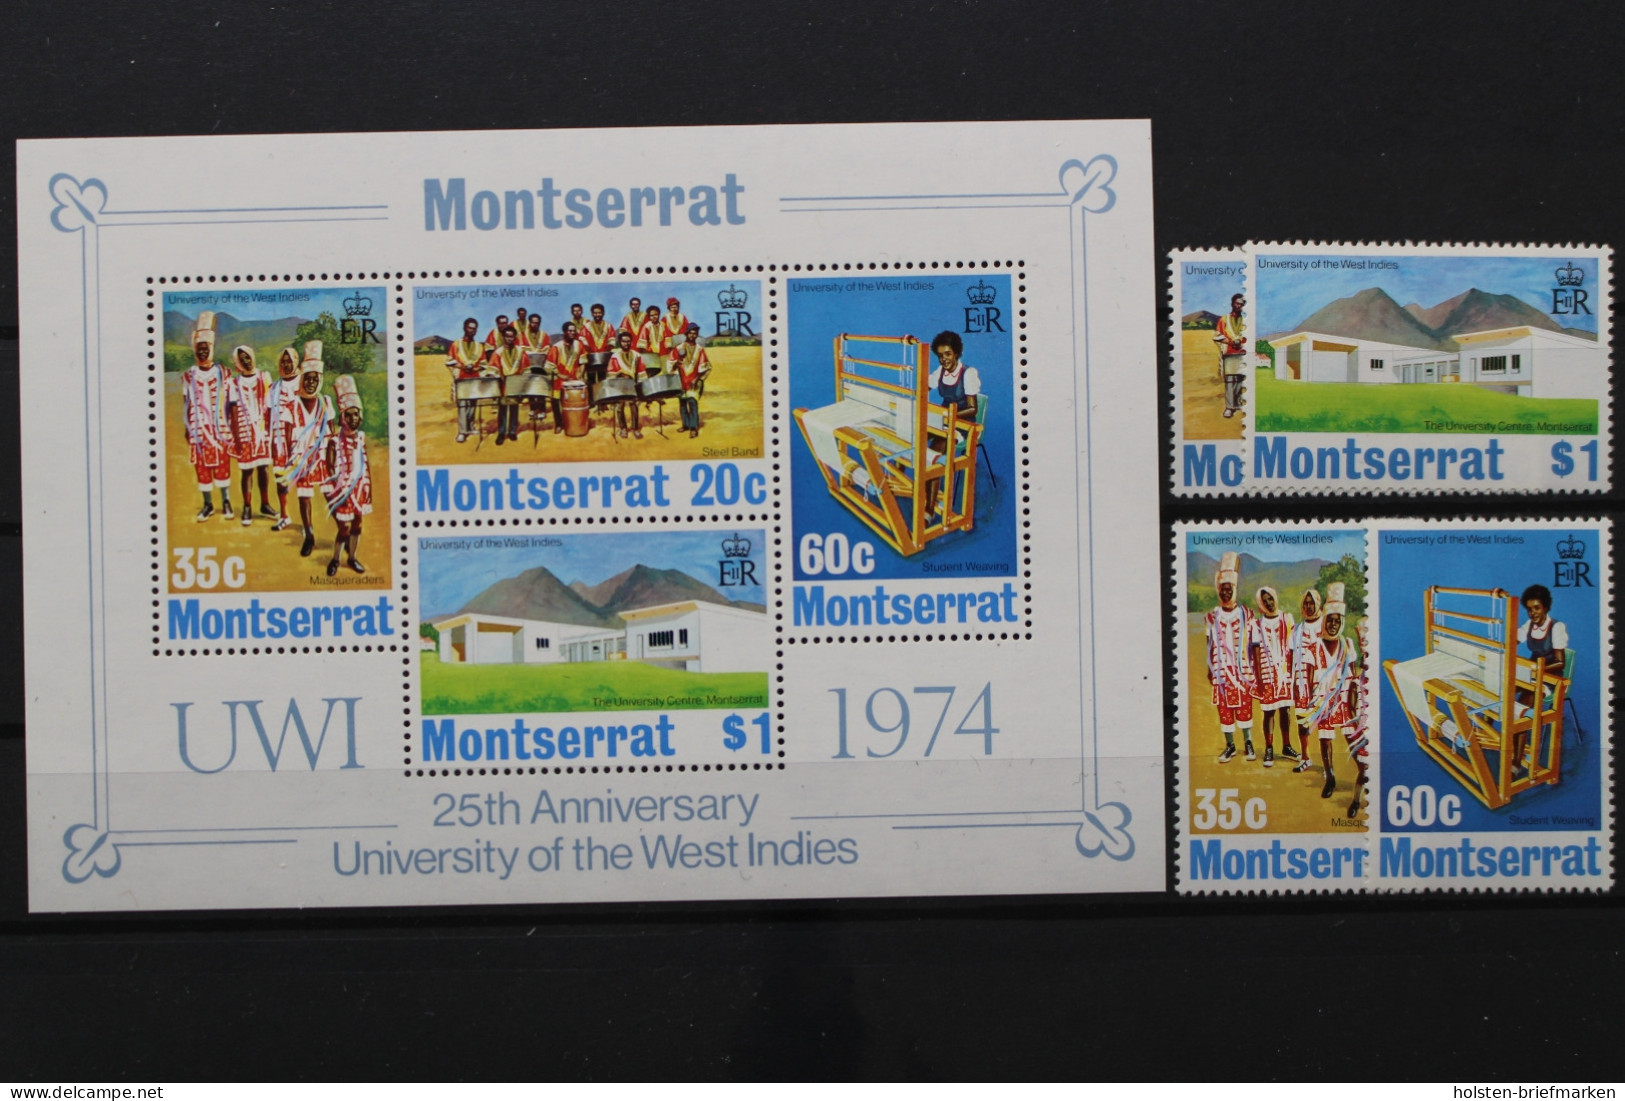 Montserrat
University of the West Indies
EIIR
35c
Masqueraders
Montserrat
University of the West Indies
EIIR
Steel Band
Montserrat 20c
University of the West Indies
EIIR
60c
Student Weaving
Montserrat
University of the West Indies
EIIR
The University Centre, Montserrat
Montserrat $1
UWI
1974
25th Anniversary
University of the West Indies
University
Mo
University of the West Indies
EIIR
The University Centre, Montserrat
Montserrat $1
University of the West Indies
35c
Masqu
Montserr
University of the West Indies
EIIR
60c
Student Weaving
Montserrat
www.delcampe.net
holsten-briefmarken